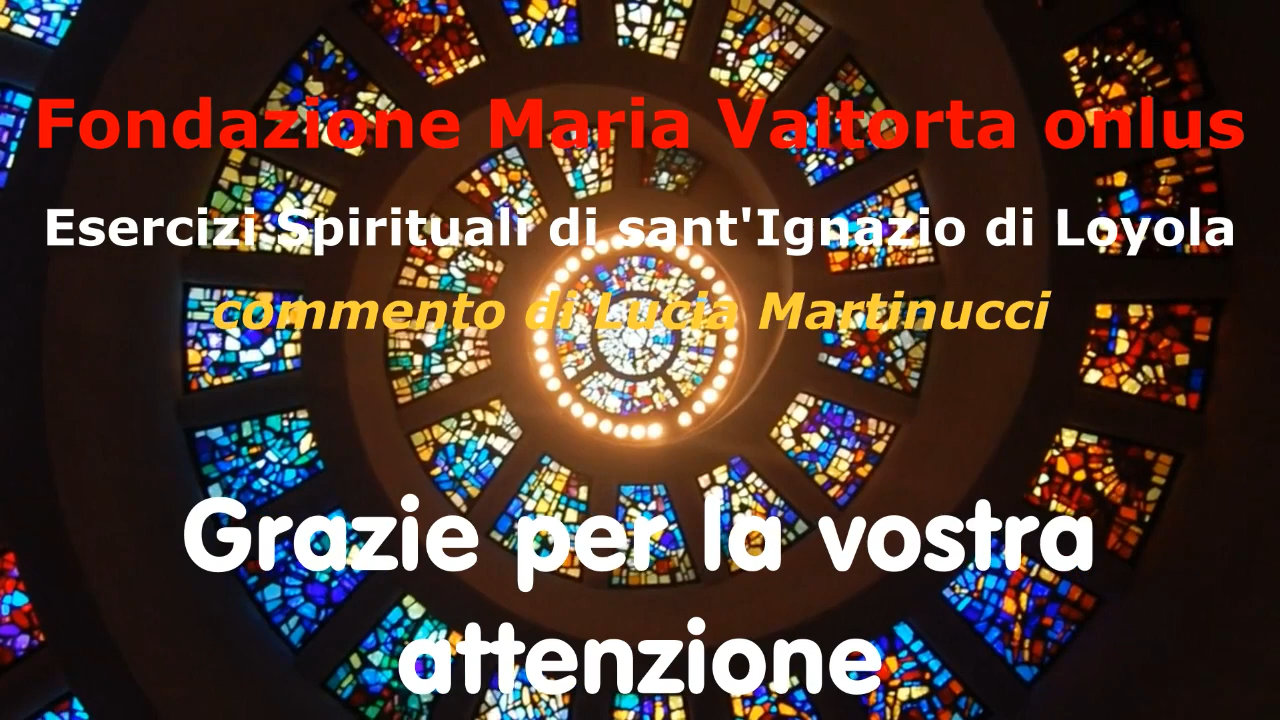 Fondazione Maria Valtorta onlus
Esercizi Spirituali di sant'Ignazio di Loyola
commento di Lucia Martinucci
Grazie per la vostra
attenzione